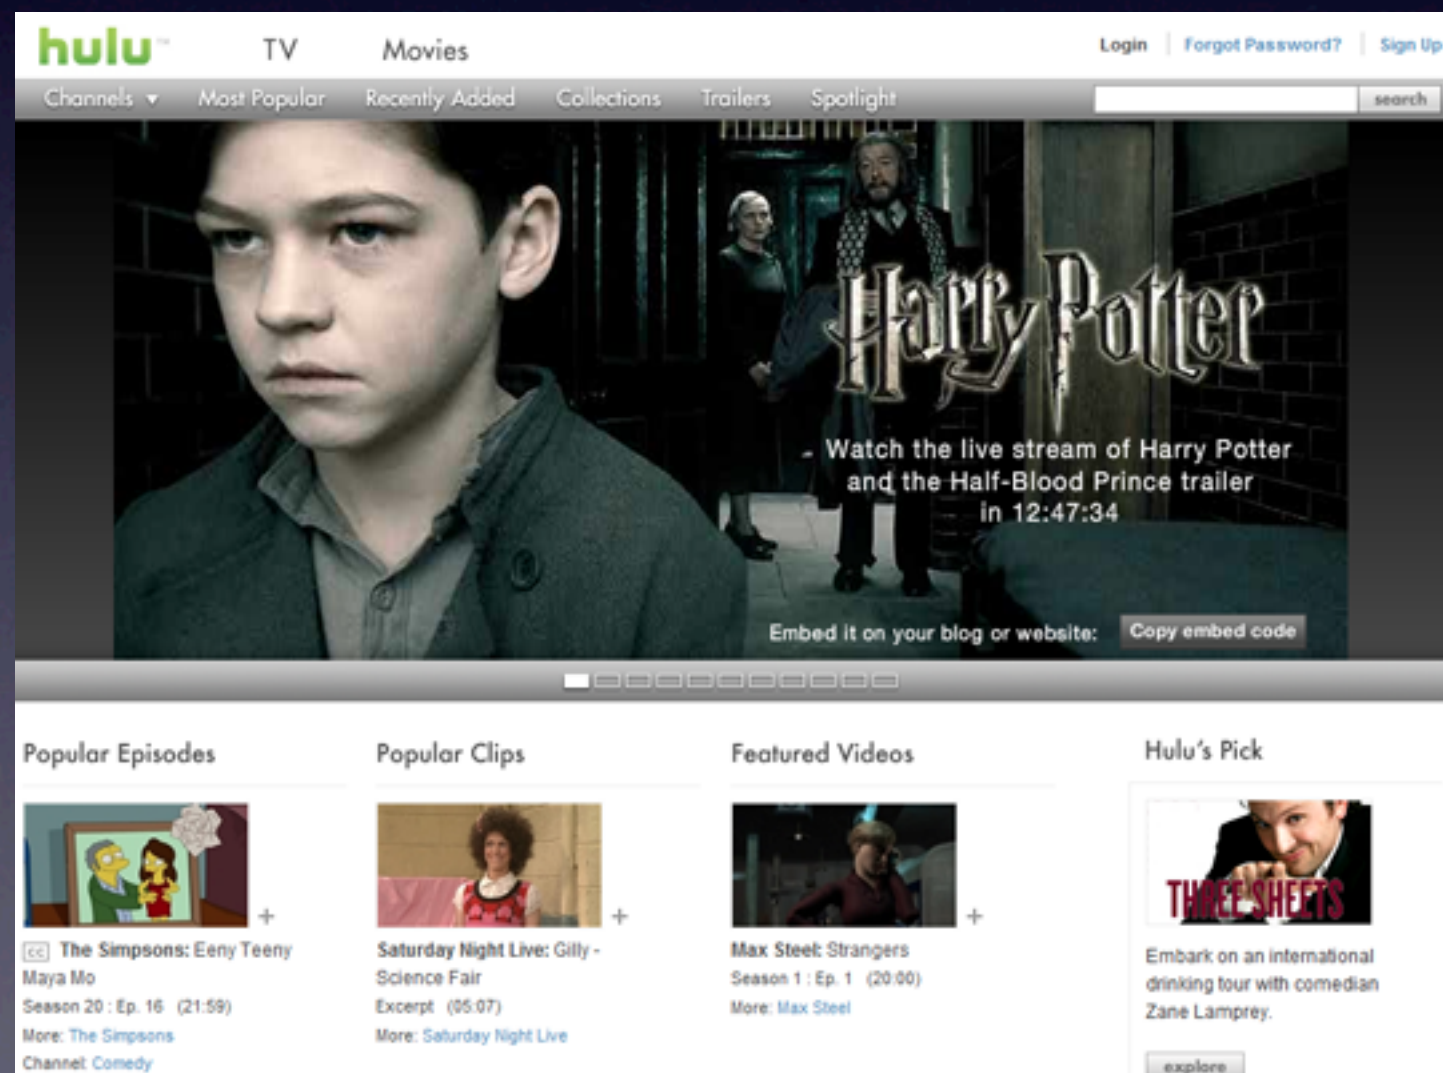 hulu™
TV
Movies
Login
Forgot Password?
Sign Up
Channels ▼
Most Popular
Recently Added
Collections
Trailers
Spotlight
search
Harry Potter
Watch the live stream of Harry Potter
and the Half-Blood Prince trailer
in 12:47:34
Embed it on your blog or website:
Copy embed code
Popular Episodes
cc The Simpsons: Eeny Teeny
Maya Mo
Season 20 : Ep. 16 (21:59)
More: The Simpsons
Channel: Comedy
Popular Clips
Saturday Night Live: Gilly -
Science Fair
Excerpt (05:07)
More: Saturday Night Live
Featured Videos
Max Steel: Strangers
Season 1 : Ep. 1 (20:00)
More: Max Steel
Hulu's Pick
THREE SHEETS
Embark on an international
drinking tour with comedian
Zane Lamprey.
explore